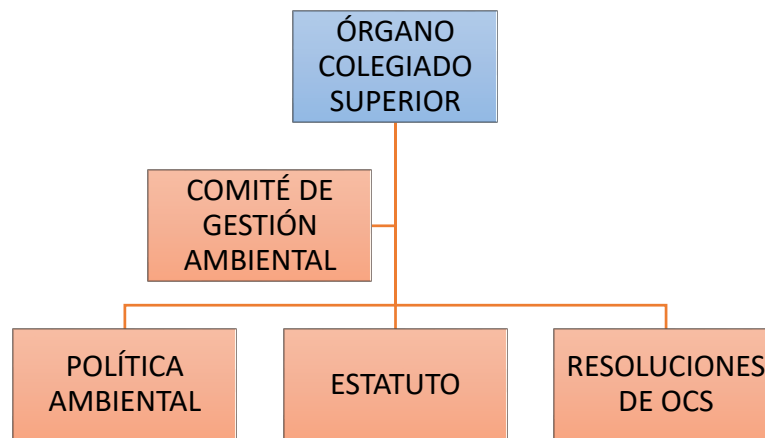 ÓRGANO
COLEGIADO
SUPERIOR
COMITÉ DE
GESTIÓN
AMBIENTAL
POLÍTICA
AMBIENTAL
ESTATUTO
RESOLUCIONES
DE OCS